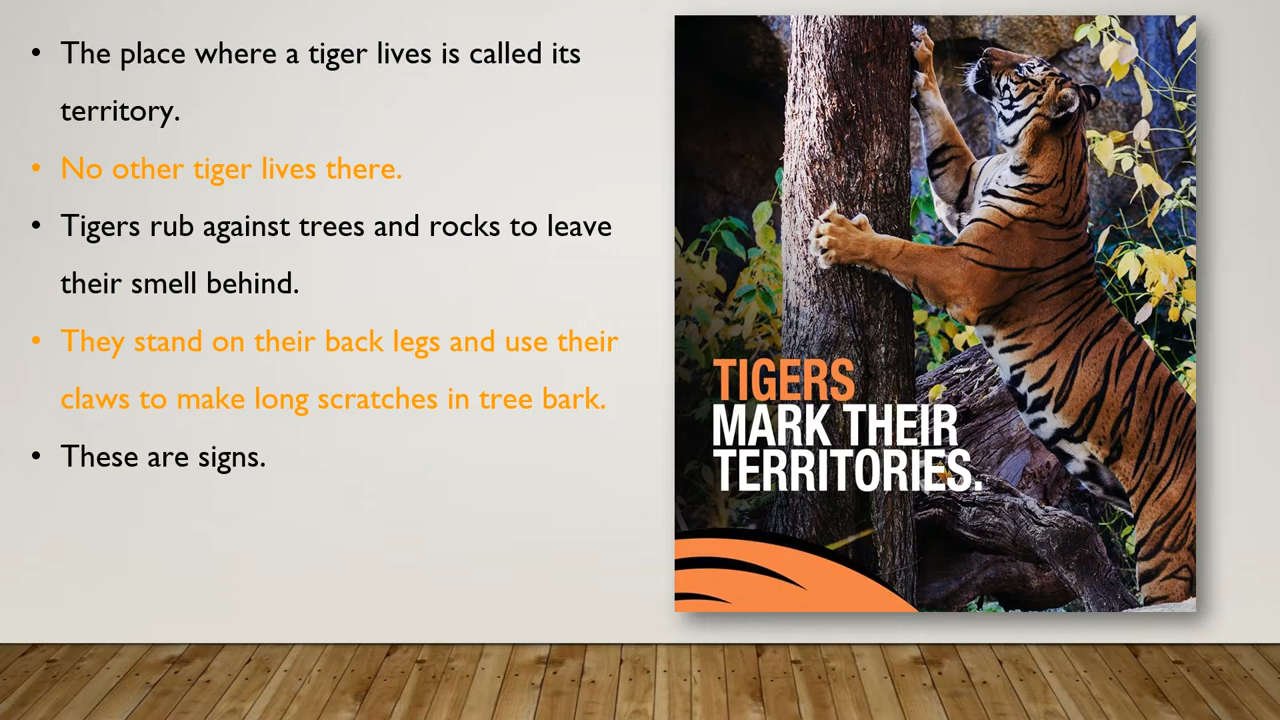 • The place where a tiger lives is called its
territory.
• No other tiger lives there.
• Tigers rub against trees and rocks to leave
their smell behind.
• They stand on their back legs and use their
claws to make long scratches in tree bark.
• These are signs.
TIGERS
MARK THEIR
TERRITORIES.